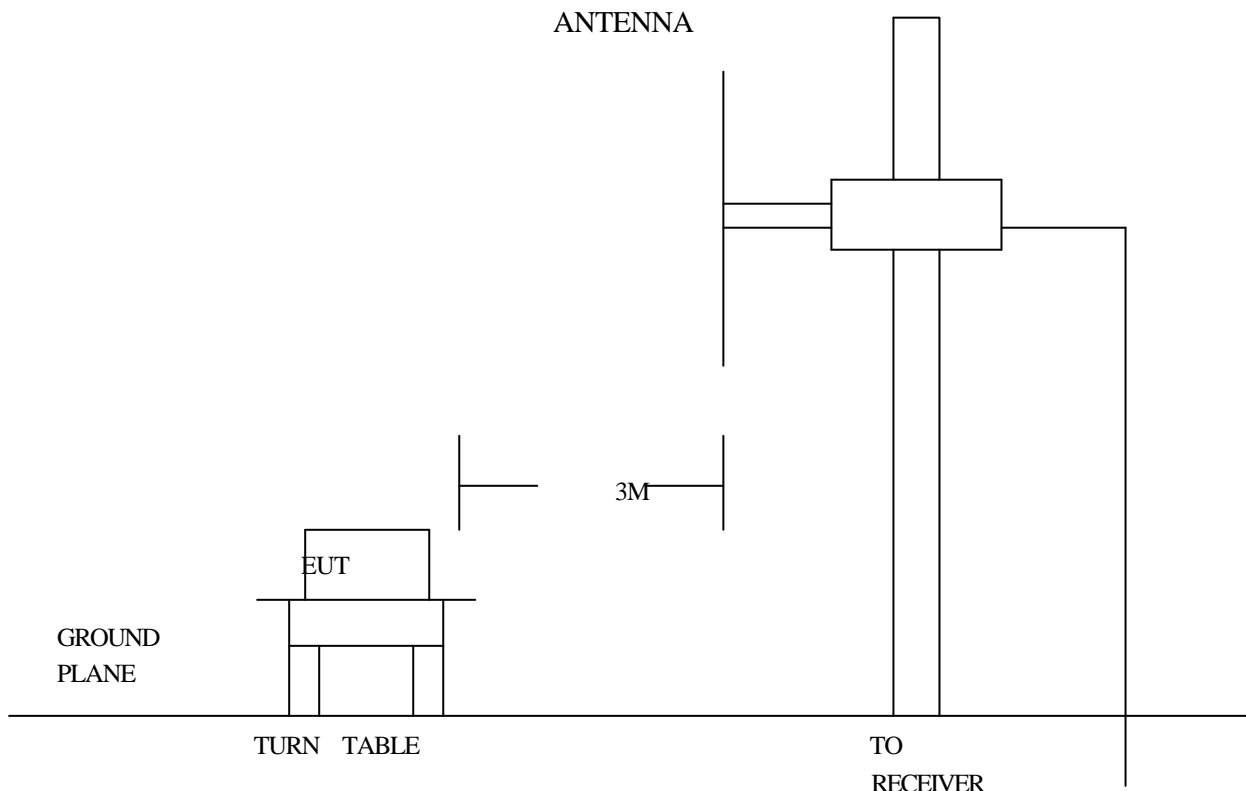 ANTENNA
3M
EUT
GROUND
PLANE
TURN TABLE
TO
RECEIVER